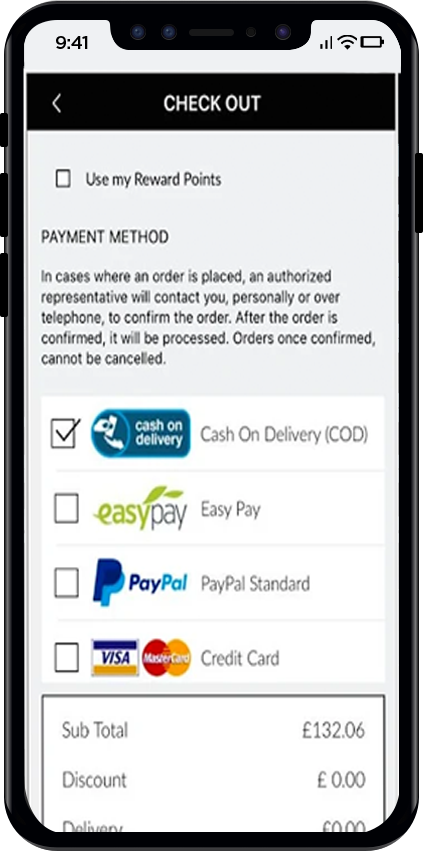 9:41
CHECK OUT
Use my Reward Points
PAYMENT METHOD
In cases where an order is placed, an authorized
representative will contact you, personally or over
telephone, to confirm the order. After the order is
confirmed, it will be processed. Orders once confirmed,
cannot be cancelled.
cash on
delivery
Cash On Delivery (COD)
easypay Easy Pay
PayPal PayPal Standard
VISA MasterCard Credit Card
Sub Total £132.06
Discount £ 0.00
Delivery £0.00